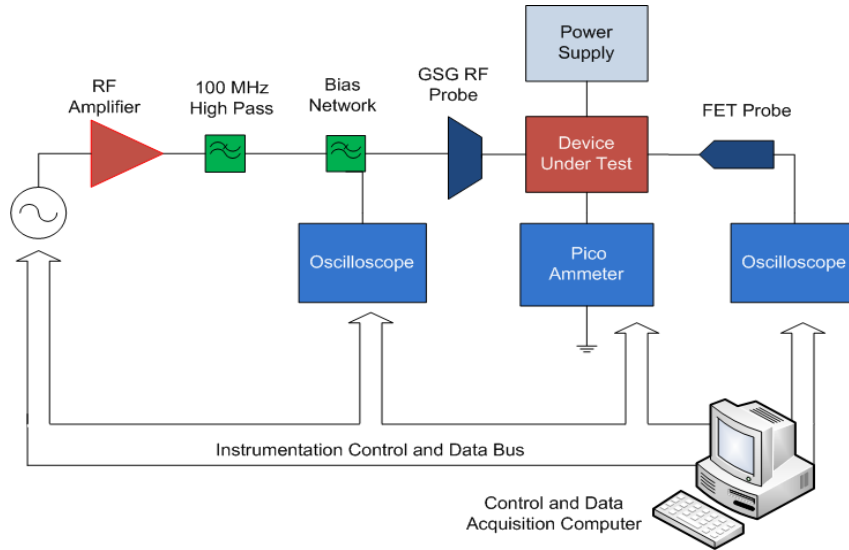 Power
Supply
RF
Amplifier
100 MHz
High Pass
Bias
Network
GSG RF
Probe
FET Probe
Device
Under Test
Oscilloscope
Pico
Ammeter
Oscilloscope
Instrumentation Control and Data Bus
Control and Data
Acquisition Computer